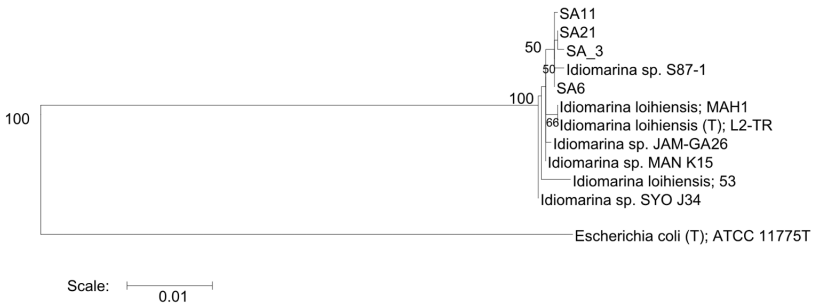 SA11
SA21
50
SA_3
50
Idiomarina sp. S87-1
SA6
100
Idiomarina loihiensis; MAH1
100
66
Idiomarina loihiensis (T); L2-TR
Idiomarina sp. JAM-GA26
Idiomarina sp. MAN K15
Idiomarina loihiensis; 53
Idiomarina sp. SYO J34
Escherichia coli (T); ATCC 11775T
Scale:
0.01